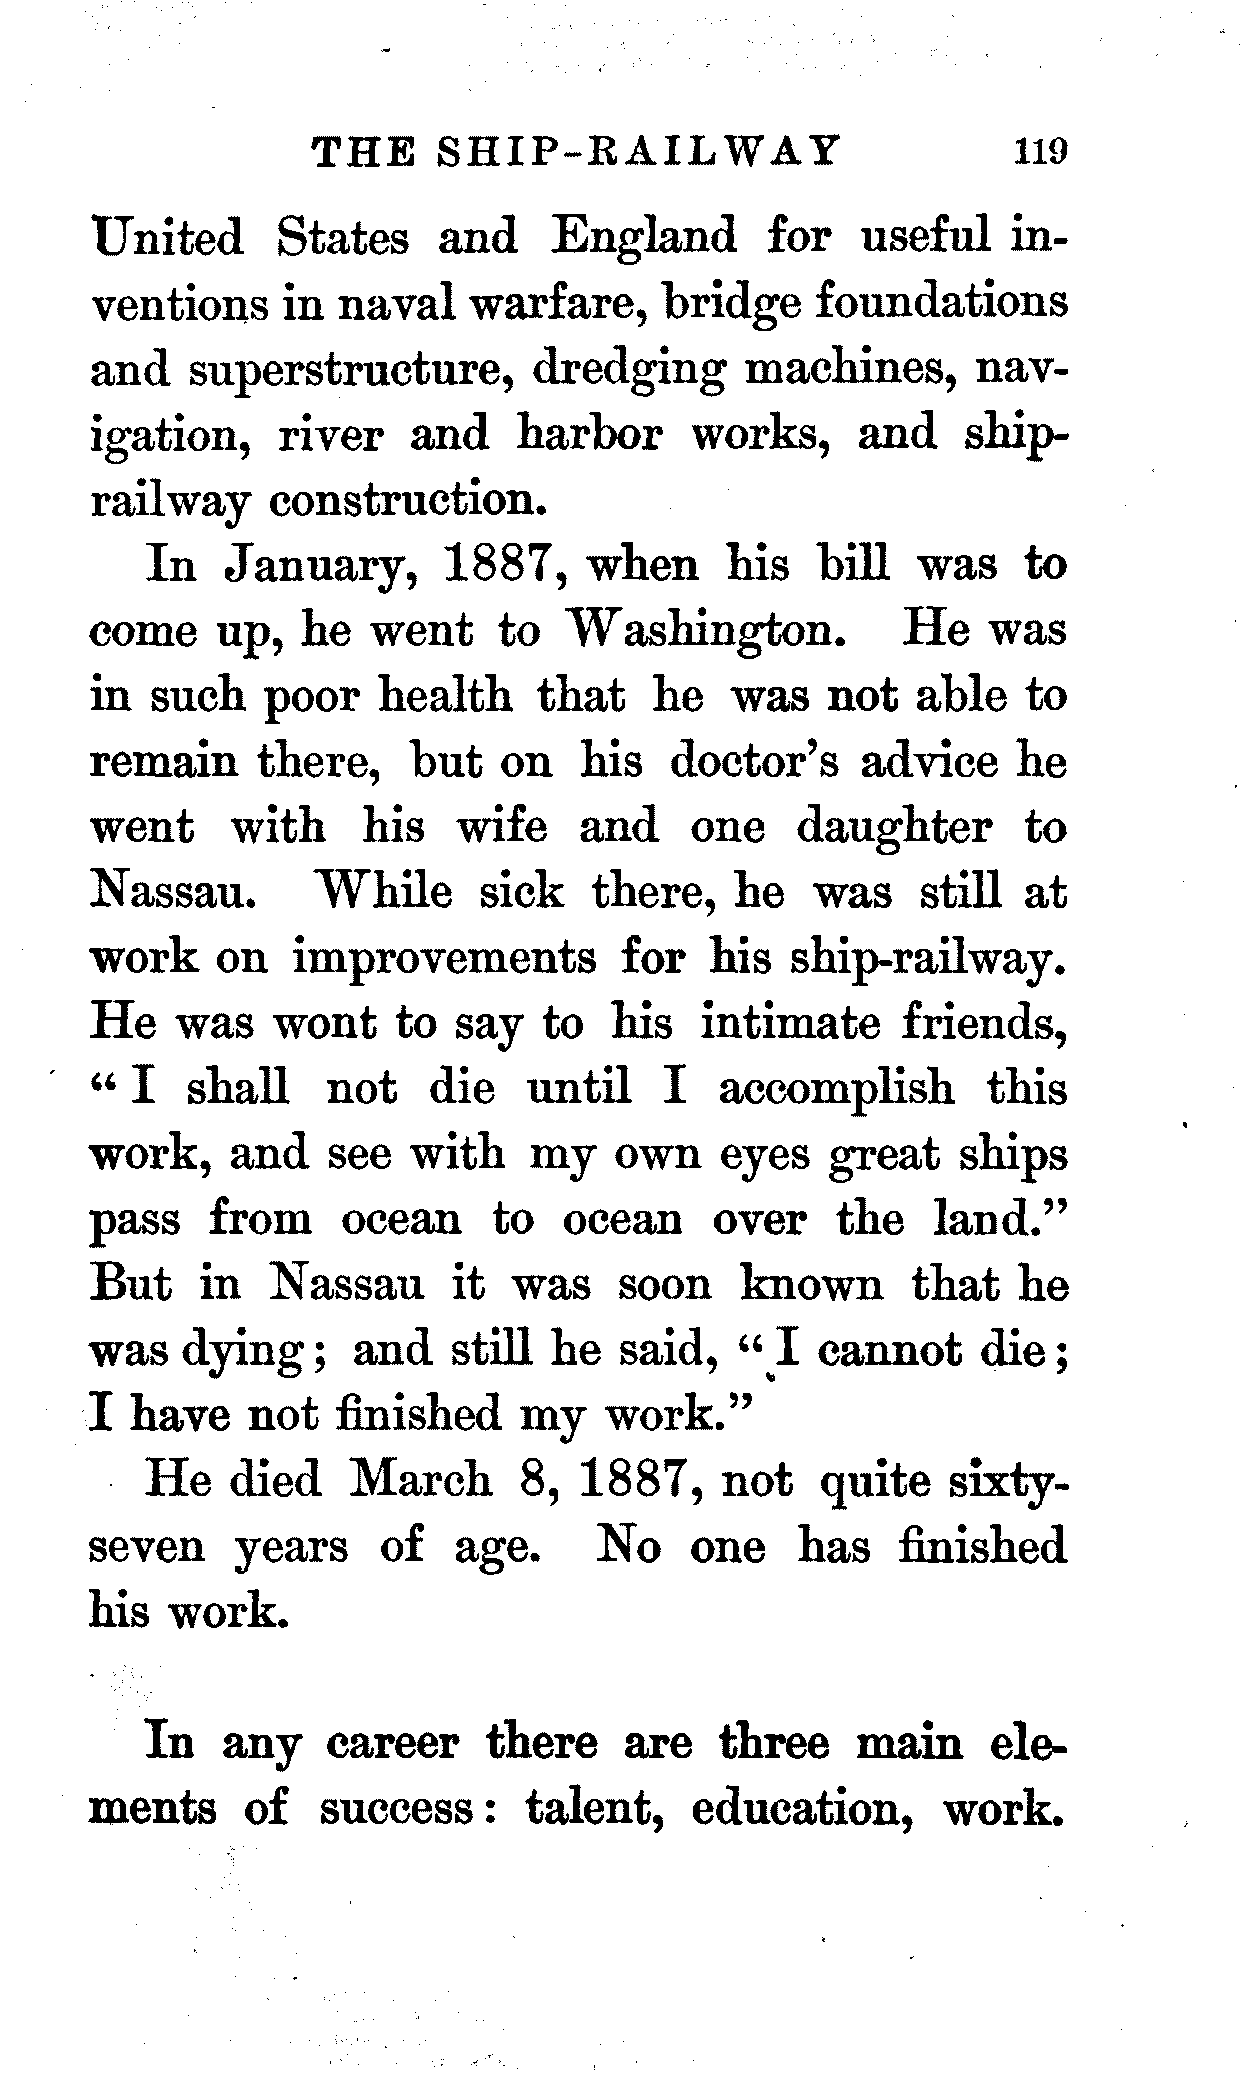 THE SHIP-RAILWAY 119
United States and England for useful in-
ventions in naval warfare, bridge foundations
and superstructure, dredging machines, nav-
igation, river and harbor works, and ship-
railway construction.
In January, 1887, when his bill was to
come up, he went to Washington. He was
in such poor health that he was not able to
remain there, but on his doctor's advice he
went with his wife and one daughter to
Nassau. While sick there, he was still at
work on improvements for his ship-railway.
He was wont to say to his intimate friends,
“I shall not die until I accomplish this
work, and see with my own eyes great ships
pass from ocean to ocean over the land.”
But in Nassau it was soon known that he
was dying; and still he said, “I cannot die;
I have not finished my work.”
He died March 8, 1887, not quite sixty-
seven years of age. No one has finished
his work.
In any career there are three main ele-
ments of success: talent, education, work.